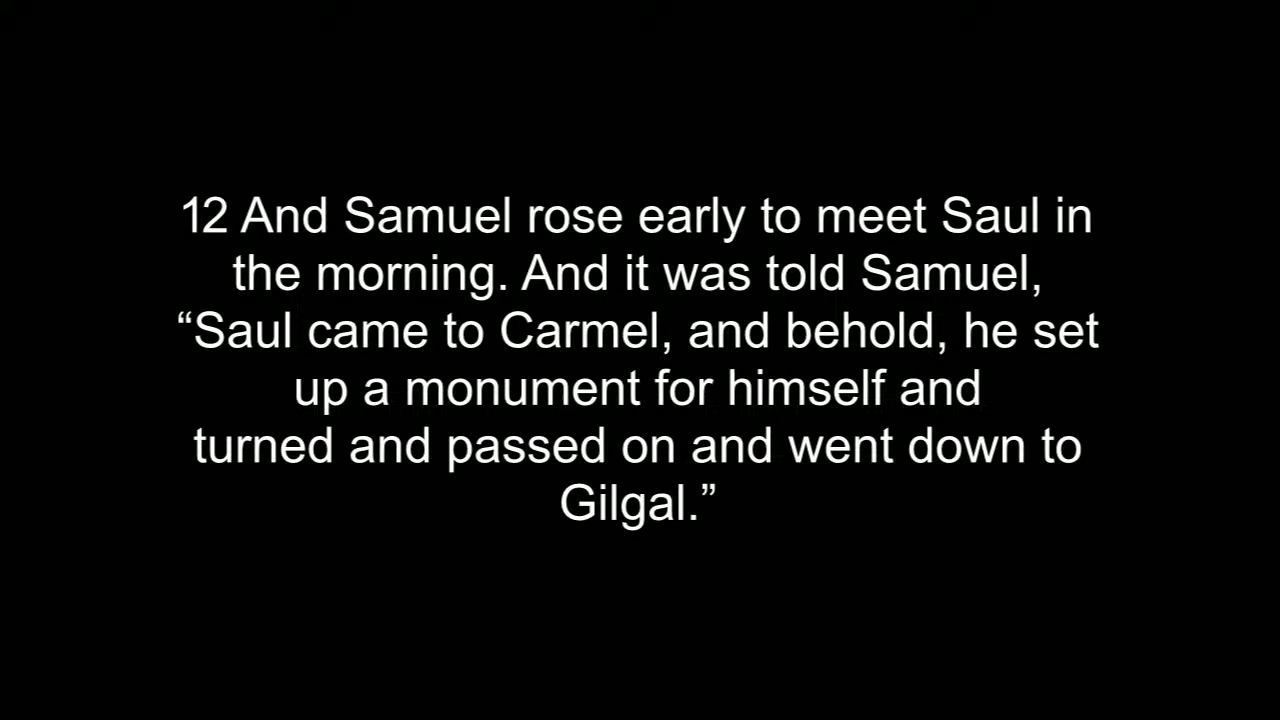 12 And Samuel rose early to meet Saul in
the morning. And it was told Samuel,
“Saul came to Carmel, and behold, he set
up a monument for himself and
turned and passed on and went down to
Gilgal.”